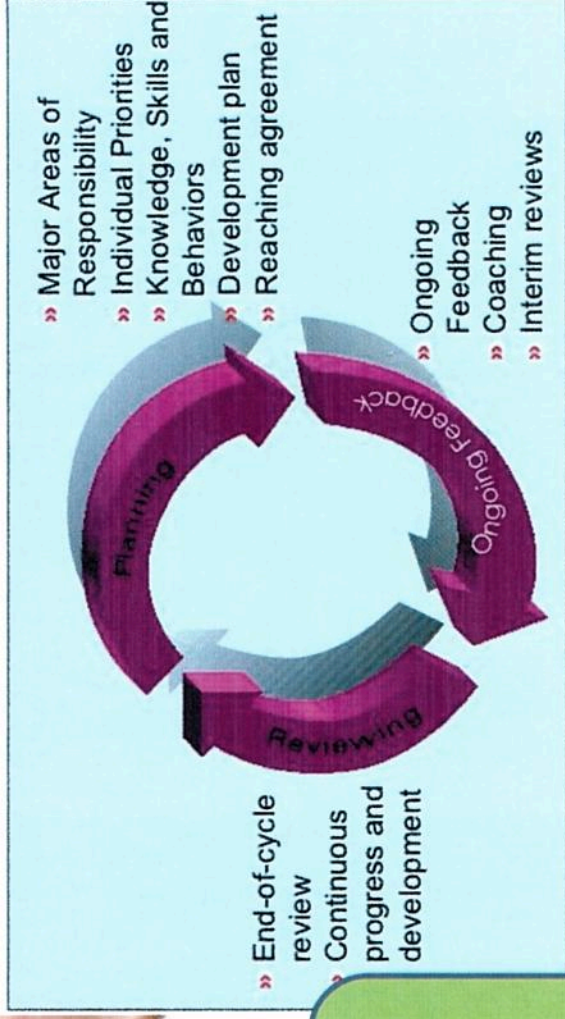 Planning
» Major Areas of
Responsibility
» Individual Priorities
» Knowledge, Skills and
Behaviors
» Development plan
» Reaching agreement
Ongoing Feedback
» Ongoing
Feedback
» Coaching
» Interim reviews
Reviewing
» End-of-cycle
review
» Continuous
progress and
development